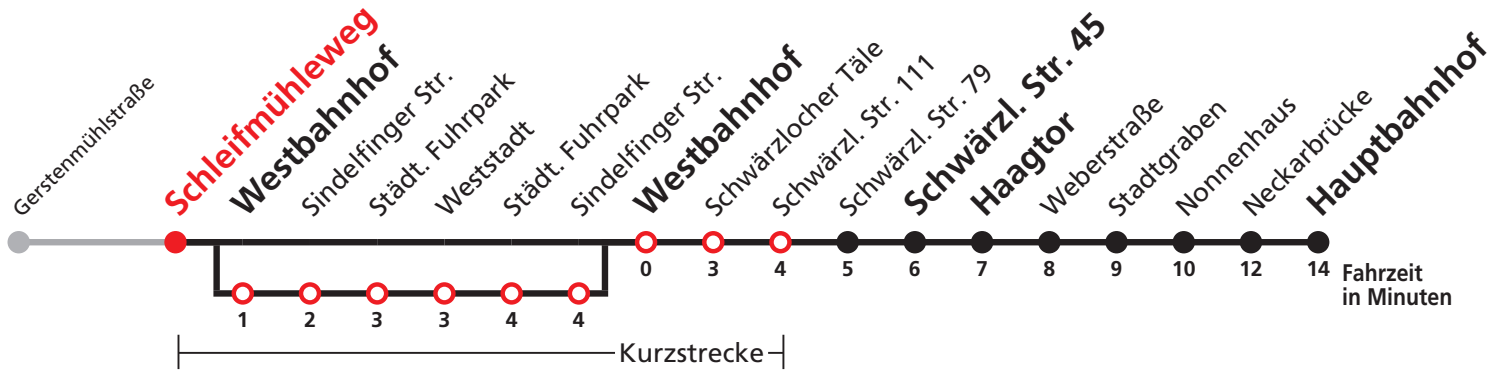 Gerstenmühlstraße
Schleifmühleweg
Westbahnhof
Sindelfinger Str.
Städt. Fuhrpark
Weststadt
Städt. Fuhrpark
Sindelfinger Str.
Westbahnhof
Schwärzlocher Täle
Schwärzl. Str. 111
Schwärzl. Str. 79
Schwärzl. Str. 45
Haagtor
Weberstraße
Stadtgraben
Nonnenhaus
Neckarbrücke
Hauptbahnhof
0 3 4 5 6 7 8 9 10 12 14 Fahrzeit
in Minuten
1 2 3 3 4 4
Kurzstrecke